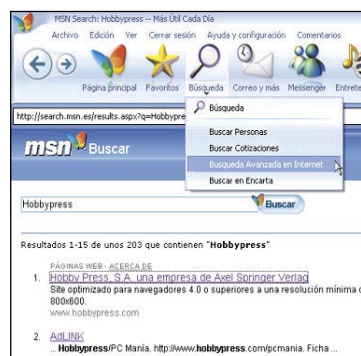 MSN Search: Hobbypress -- Más Útil Cada Día
Archivo Edición Ver Cerrar sesión Ayuda y configuración Comentarios
Página principal Favoritos Búsqueda Correo y más Messenger Entrete
http://search.msn.es/results.aspx?q=Hobbypre
Búsqueda
Buscar Personas
Buscar Cotizaciones
Busqueda Avanzada en Internet
Buscar en Encarta
msn Buscar
Hobbypress Buscar
Resultados 1-15 de unos 203 que contienen "Hobbypress"
PÁGINAS WEB - ACERCA DE
1. Hobby Press, S.A. una empresa de Axel Springer Verlag
Site optimizado para navegadores 4.0 o superiores a una resolución mínima d
800x600.
www.hobbypress.com
2. AdLINK
... Hobbypress/PC Manía. http://www.hobbypress.com/pcmania. Ficha ...